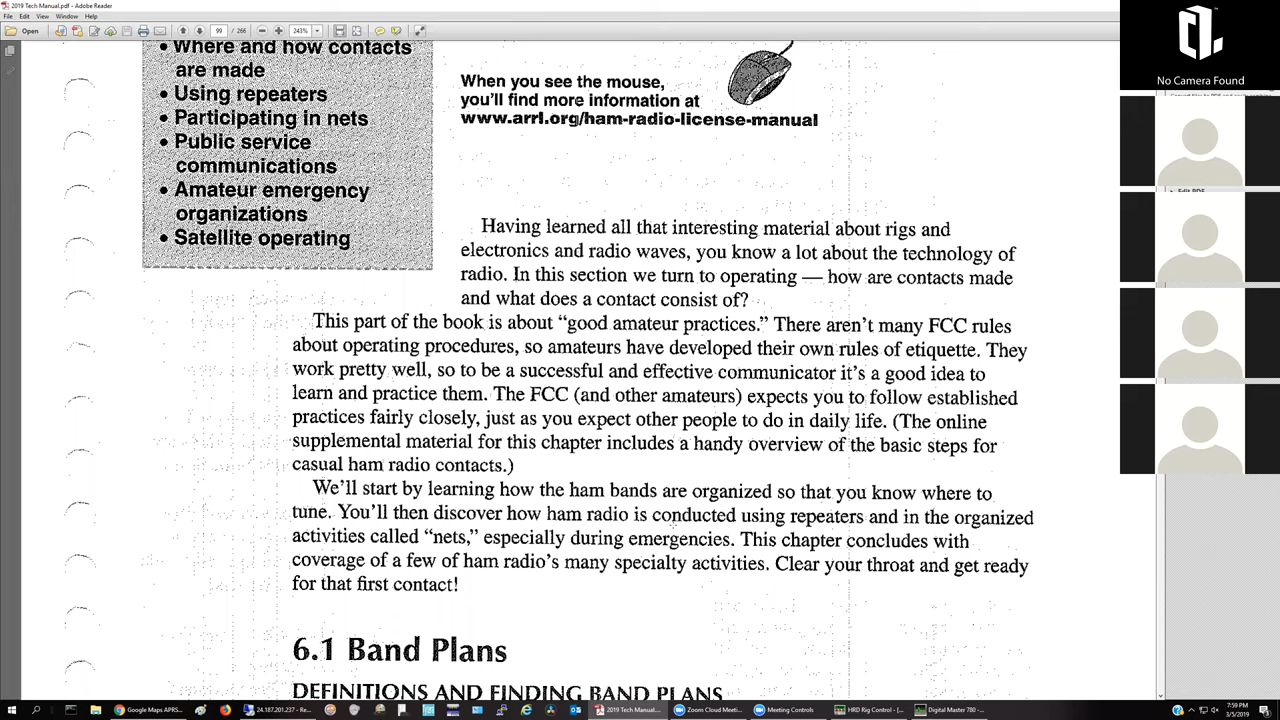 2019 Tech Manual.pdf - Adobe Reader
File Edit View Window Help
Open 99 / 266 243%
• Where and how contacts
are made
• Using repeaters
• Participating in nets
• Public service
communications
• Amateur emergency
organizations
• Satellite operating
When you see the mouse,
you'll find more information at
www.arrl.org/ham-radio-license-manual
Having learned all that interesting material about rigs and
electronics and radio waves, you know a lot about the technology of
radio. In this section we turn to operating — how are contacts made
and what does a contact consist of?
This part of the book is about “good amateur practices.” There aren't many FCC rules
about operating procedures, so amateurs have developed their own rules of etiquette. They
work pretty well, so to be a successful and effective communicator it's a good idea to
learn and practice them. The FCC (and other amateurs) expects you to follow established
practices fairly closely, just as you expect other people to do in daily life. (The online
supplemental material for this chapter includes a handy overview of the basic steps for
casual ham radio contacts.)
We'll start by learning how the ham bands are organized so that you know where to
tune. You'll then discover how ham radio is conducted using repeaters and in the organized
activities called “nets,” especially during emergencies. This chapter concludes with
coverage of a few of ham radio's many specialty activities. Clear your throat and get ready
for that first contact!
6.1 Band Plans
DEFINITIONS AND FINDING BAND PLANS
No Camera Found
Edit PDF
Google Maps APRS...
24.187.201.237 - Re...
2019 Tech Manual....
Zoom Cloud Meeti...
Meeting Controls
HRD Rig Control - [...
Digital Master 780 -...
7:59 PM
3/5/2019